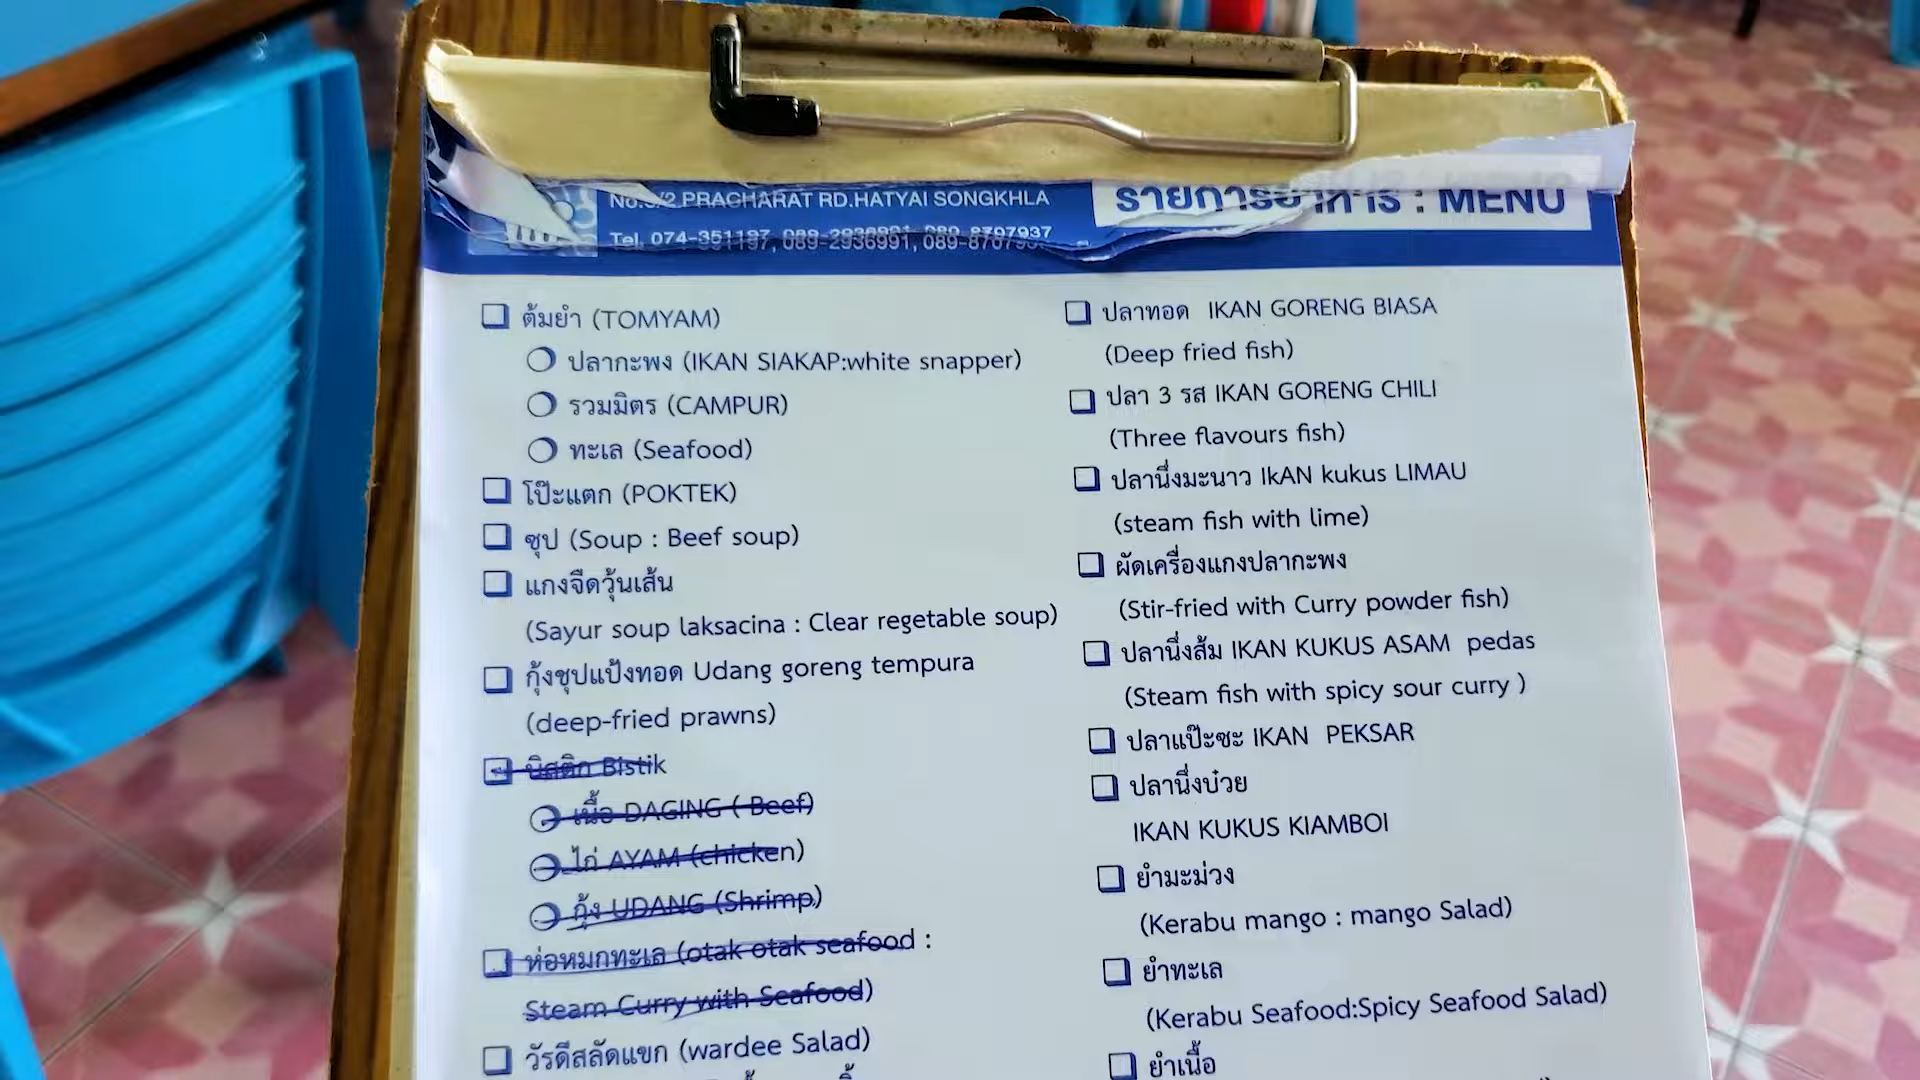 PRACHARAT RD.HATYAI SONGKHLA
Tel. 074-351197, 089-2936991,
รายการอาหาร : MENU
ต้มยำ (TOMYAM)
ปลากะพง (IKAN SIAKAP:white snapper)
รวมมิตร (CAMPUR)
ทะเล (Seafood)
โป๊ะแตก (POKTEK)
ซุป (Soup : Beef soup)
แกงจืดวุ้นเส้น
(Sayur soup laksacina : Clear regetable soup)
กุ้งชุปแป้งทอด Udang goreng tempura
(deep-fried prawns)
บิสติก Bistik
เนื้อ DAGING ( Beef)
ไก่ AYAM (chicken)
กุ้ง UDANG (Shrimp)
ห่อหมกทะเล (otak otak seafood :
Steam Curry with Seafood)
วัรดีสลัดแขก (wardee Salad)
ปลาทอด IKAN GORENG BIASA
(Deep fried fish)
ปลา 3 รส IKAN GORENG CHILI
(Three flavours fish)
ปลานึ่งมะนาว IkAN kukus LIMAU
(steam fish with lime)
ผัดเครื่องแกงปลากะพง
(Stir-fried with Curry powder fish)
ปลานึ่งส้ม IKAN KUKUS ASAM pedas
(Steam fish with spicy sour curry )
ปลาแป๊ะซะ IKAN PEKSAR
ปลานึ่งบ๋วย
IKAN KUKUS KIAMBOI
ยำมะม่วง
(Kerabu mango : mango Salad)
ยำทะเล
(Kerabu Seafood:Spicy Seafood Salad)
ยำเนื้อ